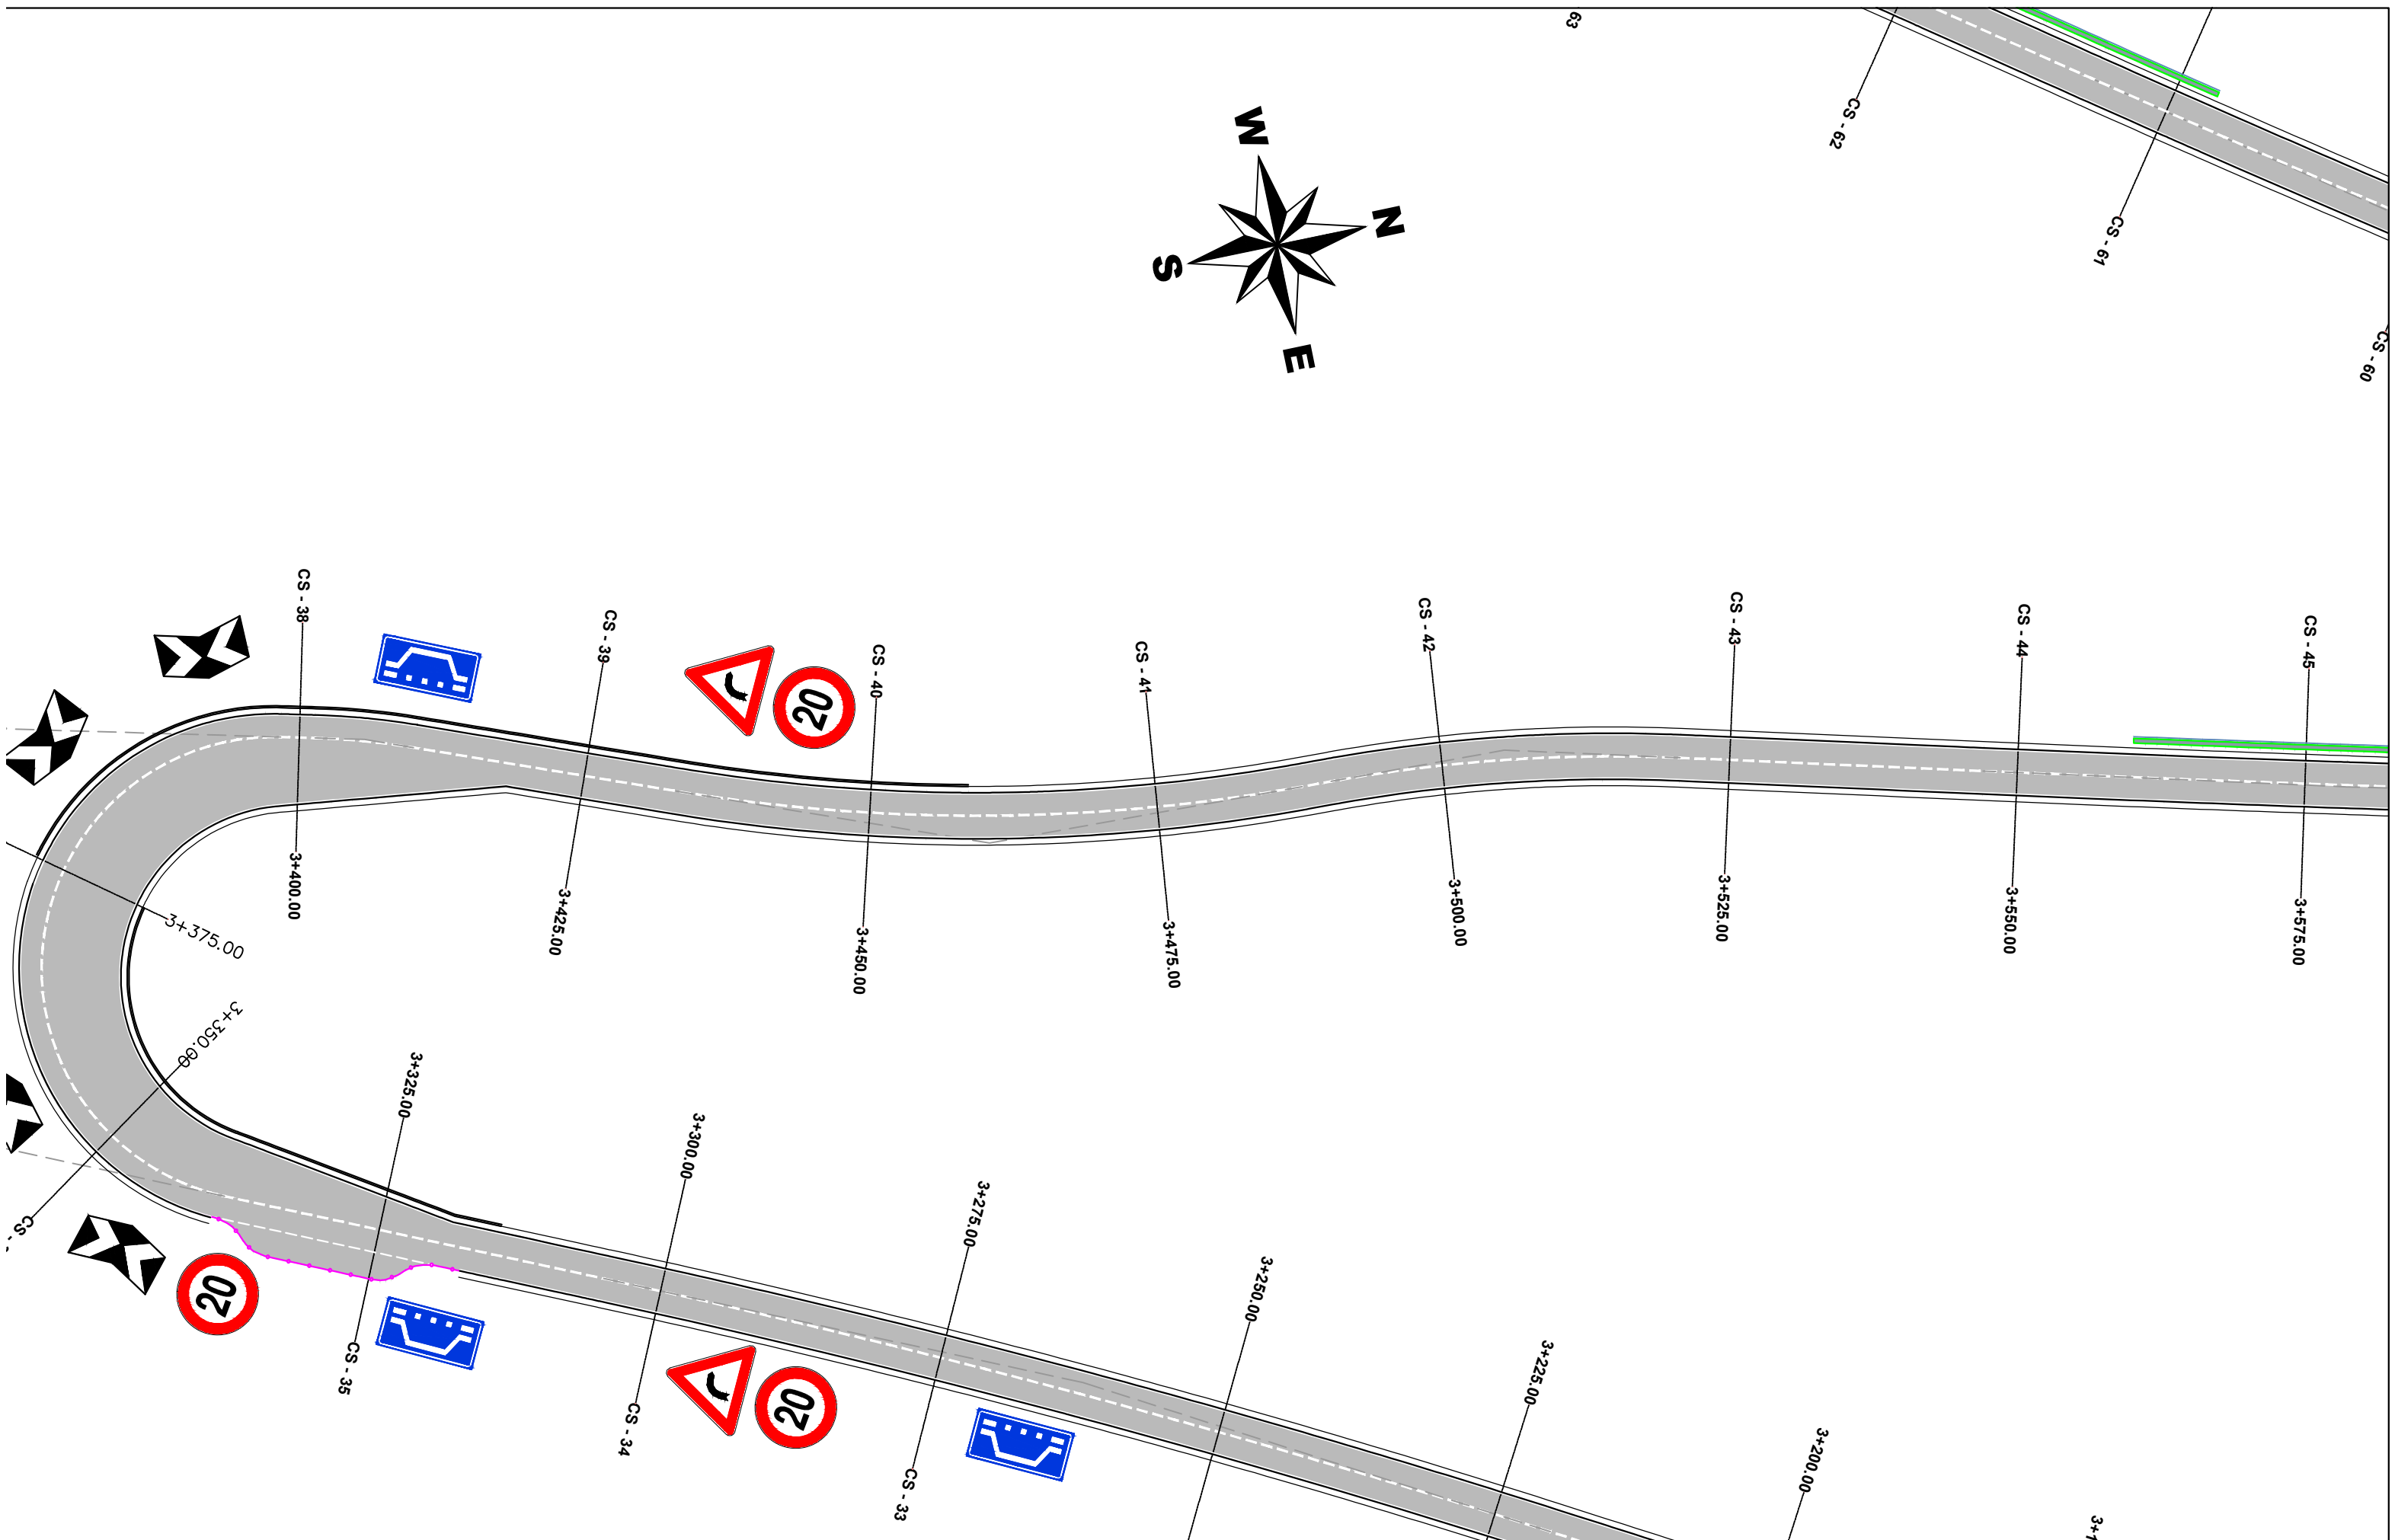 63
CS - 62
CS - 61
CS - 60
W
N
S
E
CS - 38
CS - 39
CS - 40
CS - 41
CS - 42
CS - 43
CS - 44
CS - 45
20
3+400.00
3+425.00
3+450.00
3+475.00
3+500.00
3+525.00
3+550.00
3+575.00
3+375.00
3+350.00
3+325.00
3+300.00
3+275.00
3+250.00
3+225.00
3+200.00
CS -
20
CS - 35
CS - 34
20
CS - 33